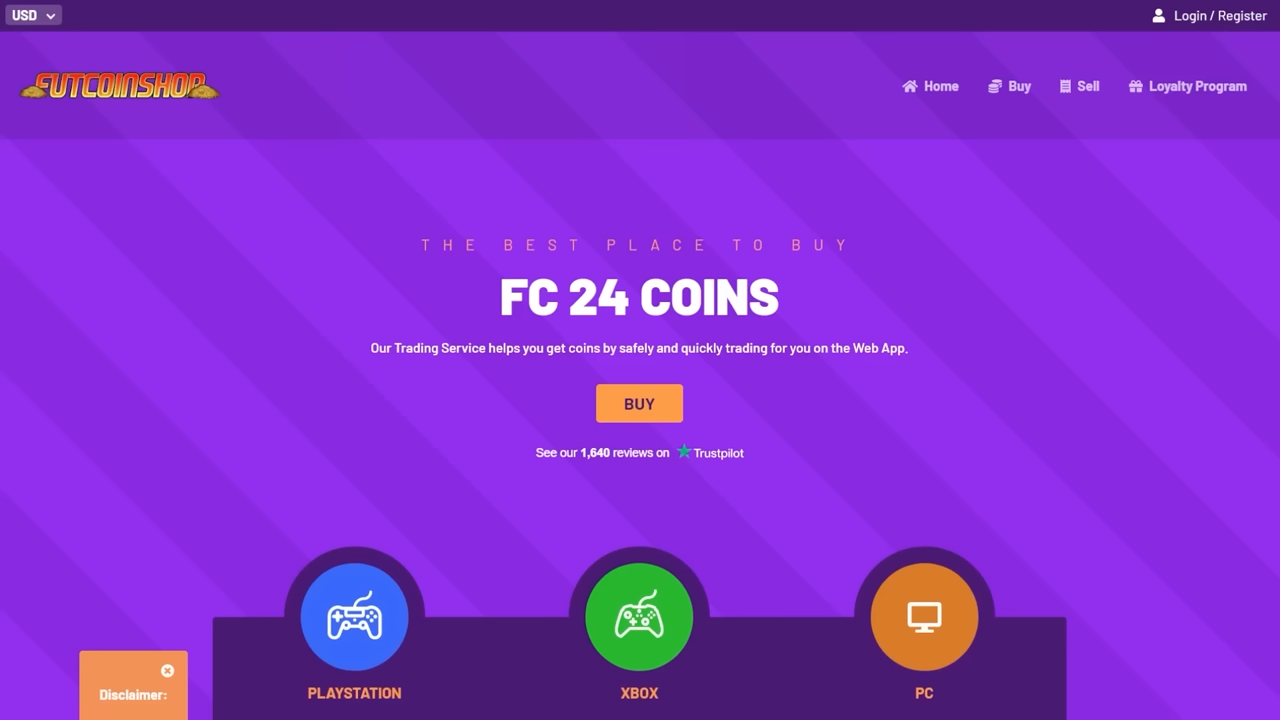 USD
Login / Register
FUTCOINSHOP
Home
Buy
Sell
Loyalty Program
THE BEST PLACE TO BUY
FC 24 COINS
Our Trading Service helps you get coins by safely and quickly trading for you on the Web App.
BUY
See our 1,640 reviews on Trustpilot
PLAYSTATION
XBOX
PC
Disclaimer: